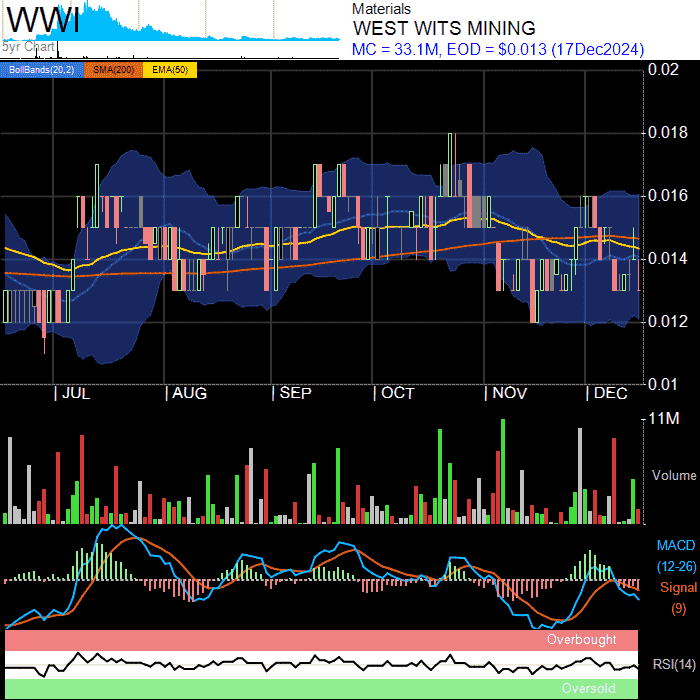 WWI
5yr Chart
Materials
WEST WITS MINING
MC = 33.1M, EOD = $0.013 (17Dec2024)
BollBands(20,2) SMA(200) EMA(50)
0.02
0.018
0.016
0.014
0.012
0.01
| JUL | AUG | SEP | OCT | NOV | DEC
11M
Volume
MACD
(12-26)
Signal
(9)
Overbought
RSI(14)
Oversold